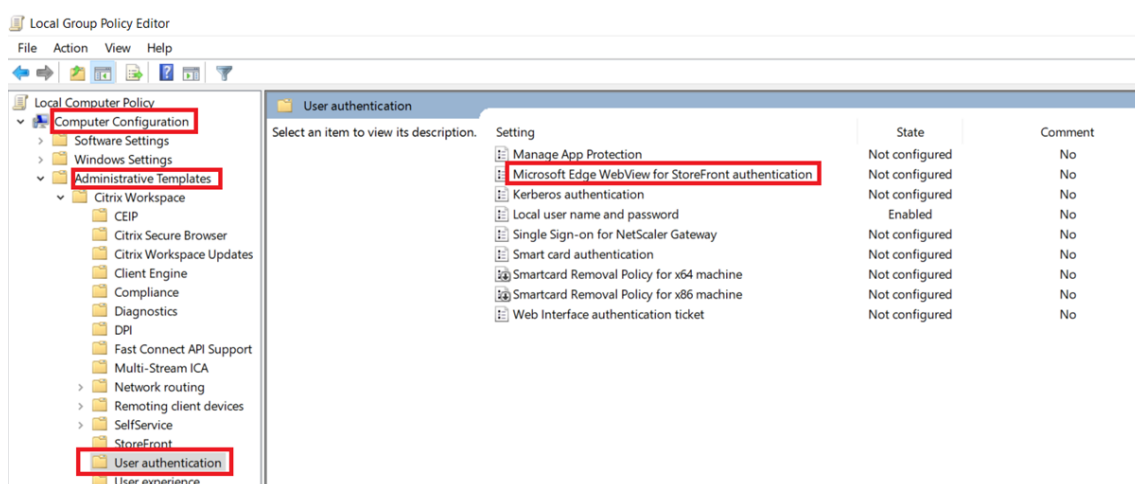 Local Group Policy Editor
File Action View Help
Local Computer Policy
Computer Configuration
Software Settings
Windows Settings
Administrative Templates
Citrix Workspace
CEIP
Citrix Secure Browser
Citrix Workspace Updates
Client Engine
Compliance
Diagnostics
DPI
Fast Connect API Support
Multi-Stream ICA
Network routing
Remoting client devices
SelfService
StoreFront
User authentication
User experience
User authentication
Select an item to view its description.
Setting State Comment
Manage App Protection Not configured No
Microsoft Edge WebView for StoreFront authentication Not configured No
Kerberos authentication Not configured No
Local user name and password Enabled No
Single Sign-on for NetScaler Gateway Not configured No
Smart card authentication Not configured No
Smartcard Removal Policy for x64 machine Not configured No
Smartcard Removal Policy for x86 machine Not configured No
Web Interface authentication ticket Not configured No